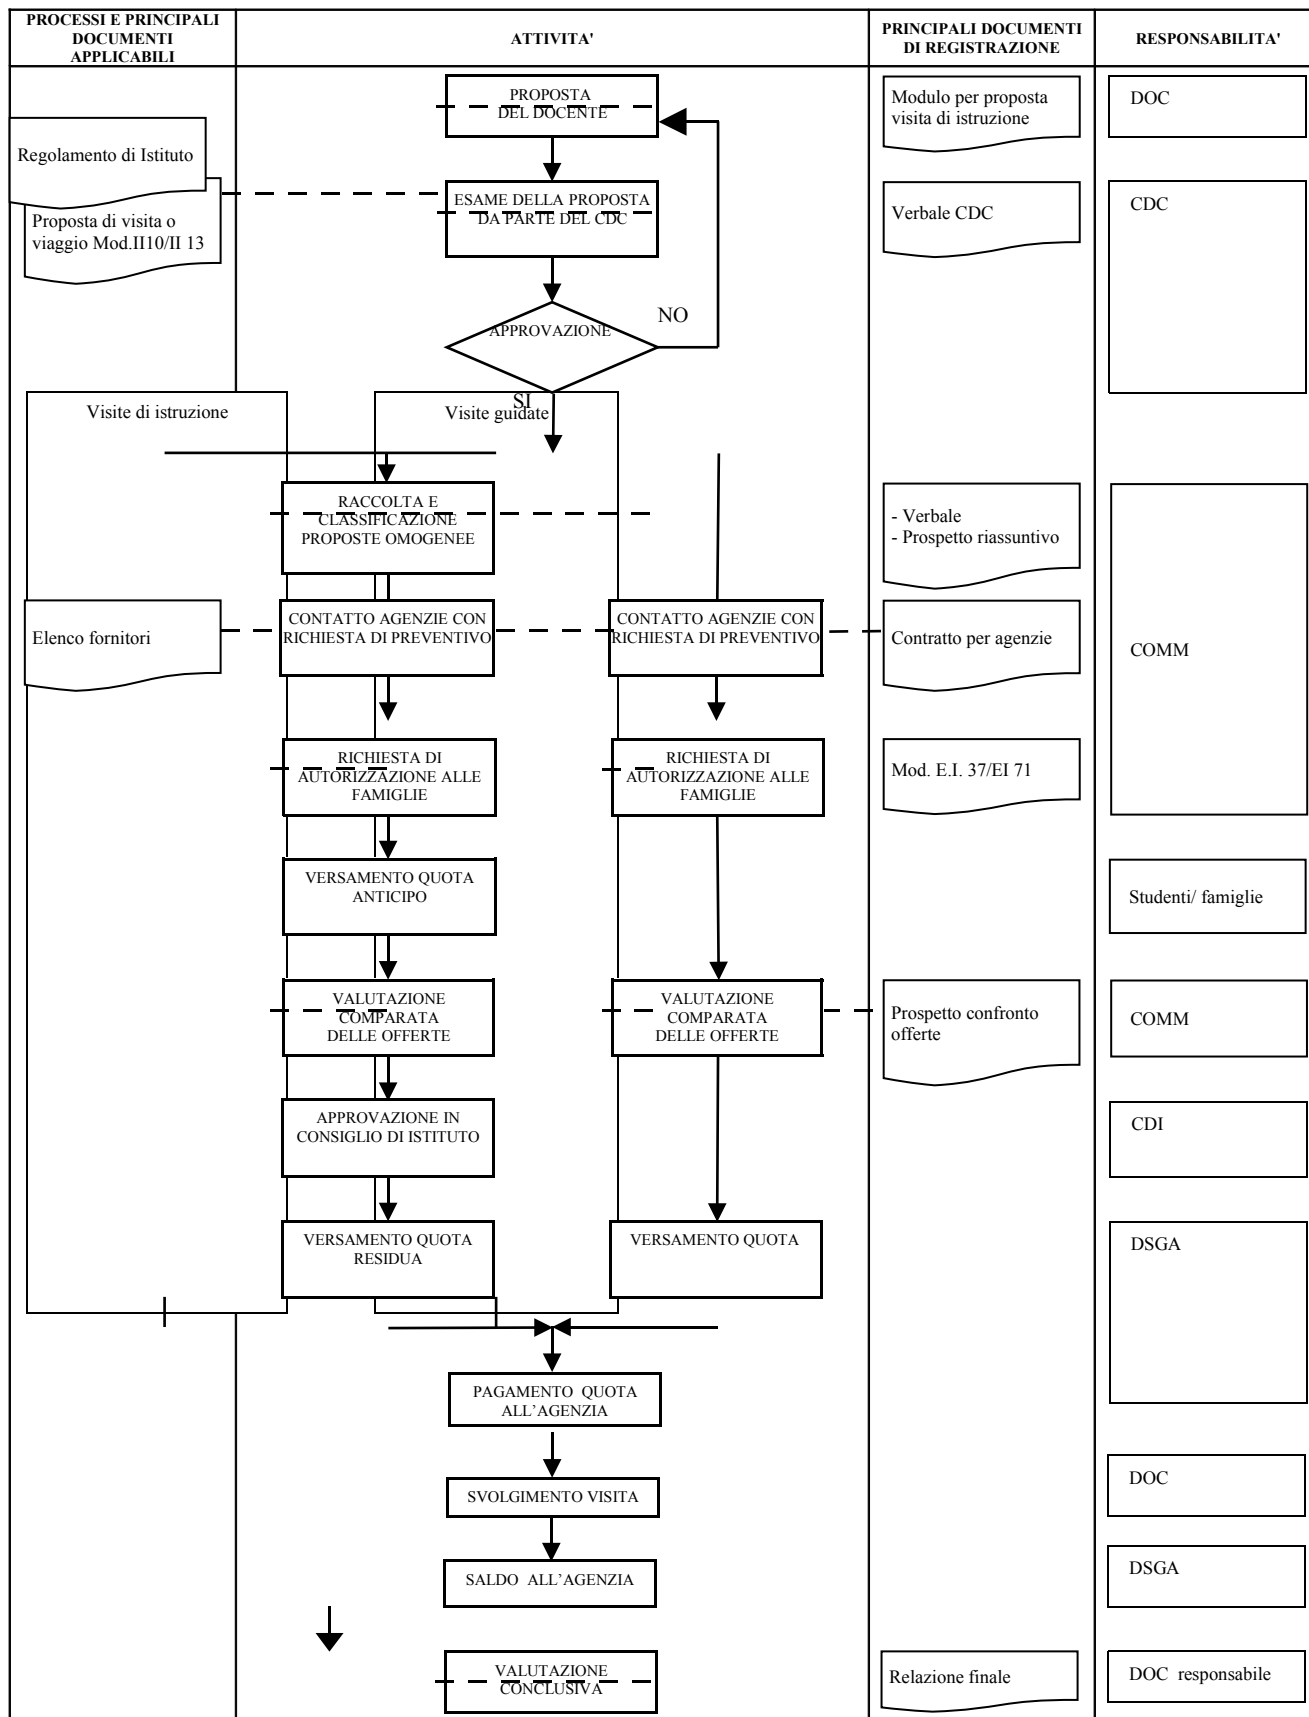 PROCESSI E PRINCIPALI
DOCUMENTI
APPLICABILI
ATTIVITA'
PRINCIPALI DOCUMENTI
DI REGISTRAZIONE
RESPONSABILITA'
PROPOSTA
DEL DOCENTE
Modulo per proposta
visita di istruzione
DOC
Regolamento di Istituto
Proposta di visita o
viaggio Mod.II10/II 13
ESAME DELLA PROPOSTA
DA PARTE DEL CDC
Verbale CDC
CDC
APPROVAZIONE
NO
SI
Visite di istruzione
Visite guidate
RACCOLTA E
CLASSIFICAZIONE
PROPOSTE OMOGENEE
- Verbale
- Prospetto riassuntivo
COMM
Elenco fornitori
CONTATTO AGENZIE CON
RICHIESTA DI PREVENTIVO
CONTATTO AGENZIE CON
RICHIESTA DI PREVENTIVO
Contratto per agenzie
RICHIESTA DI
AUTORIZZAZIONE ALLE
FAMIGLIE
RICHIESTA DI
AUTORIZZAZIONE ALLE
FAMIGLIE
Mod. E.I. 37/EI 71
VERSAMENTO QUOTA
ANTICIPO
Studenti/ famiglie
VALUTAZIONE
COMPARATA
DELLE OFFERTE
VALUTAZIONE
COMPARATA
DELLE OFFERTE
Prospetto confronto
offerte
COMM
APPROVAZIONE IN
CONSIGLIO DI ISTITUTO
CDI
VERSAMENTO QUOTA
RESIDUA
VERSAMENTO QUOTA
DSGA
PAGAMENTO QUOTA
ALL'AGENZIA
SVOLGIMENTO VISITA
DOC
SALDO ALL'AGENZIA
DSGA
VALUTAZIONE
CONCLUSIVA
Relazione finale
DOC responsabile